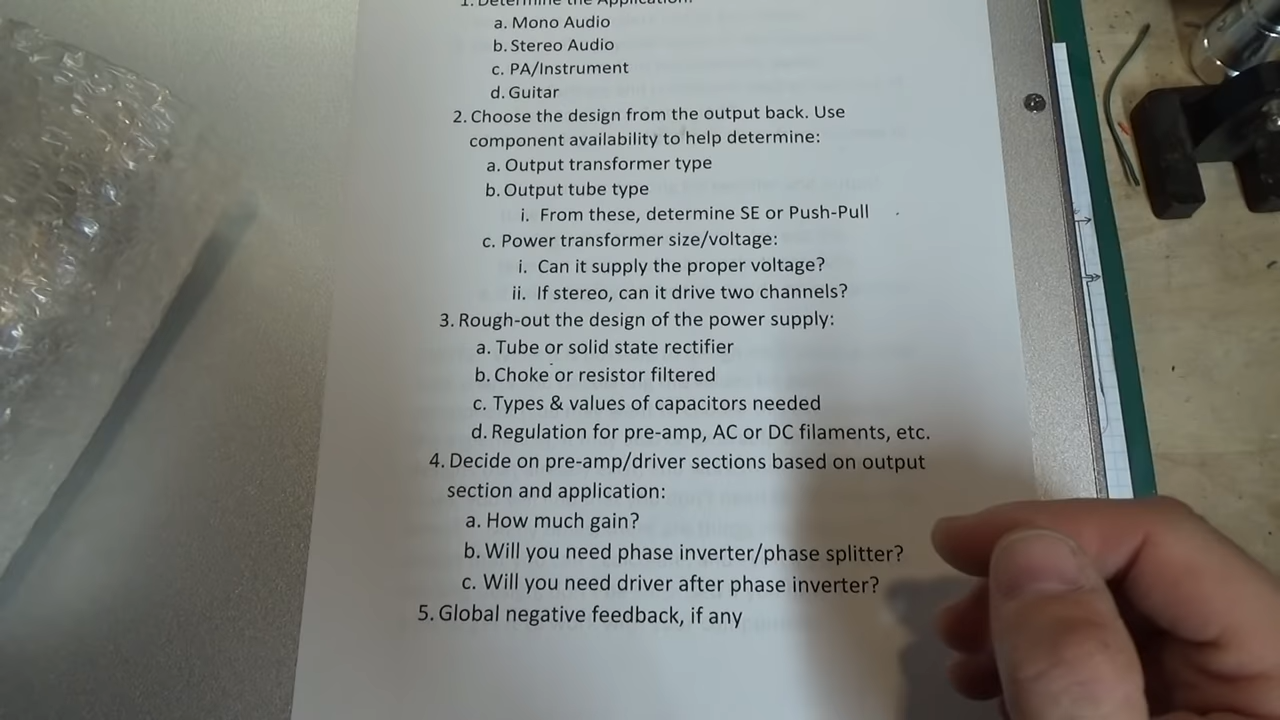 1. Determine the Application:
a. Mono Audio
b. Stereo Audio
c. PA/Instrument
d. Guitar
2. Choose the design from the output back. Use
component availability to help determine:
a. Output transformer type
b. Output tube type
i. From these, determine SE or Push-Pull
c. Power transformer size/voltage:
i. Can it supply the proper voltage?
ii. If stereo, can it drive two channels?
3. Rough-out the design of the power supply:
a. Tube or solid state rectifier
b. Choke or resistor filtered
c. Types & values of capacitors needed
d. Regulation for pre-amp, AC or DC filaments, etc.
4. Decide on pre-amp/driver sections based on output
section and application:
a. How much gain?
b. Will you need phase inverter/phase splitter?
c. Will you need driver after phase inverter?
5. Global negative feedback, if any